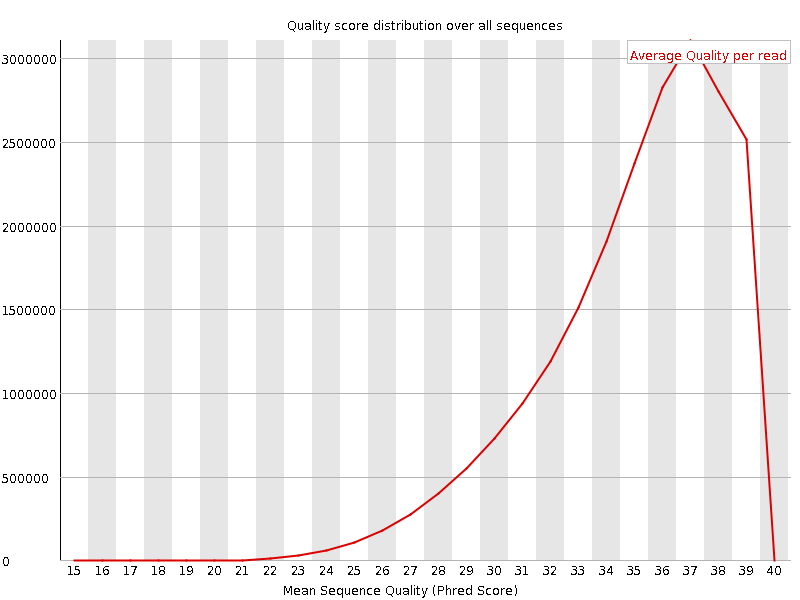 Quality score distribution over all sequences
Average Quality per read
3000000
2500000
2000000
1500000
1000000
500000
0
15 16 17 18 19 20 21 22 23 24 25 26 27 28 29 30 31 32 33 34 35 36 37 38 39 40
Mean Sequence Quality (Phred Score)